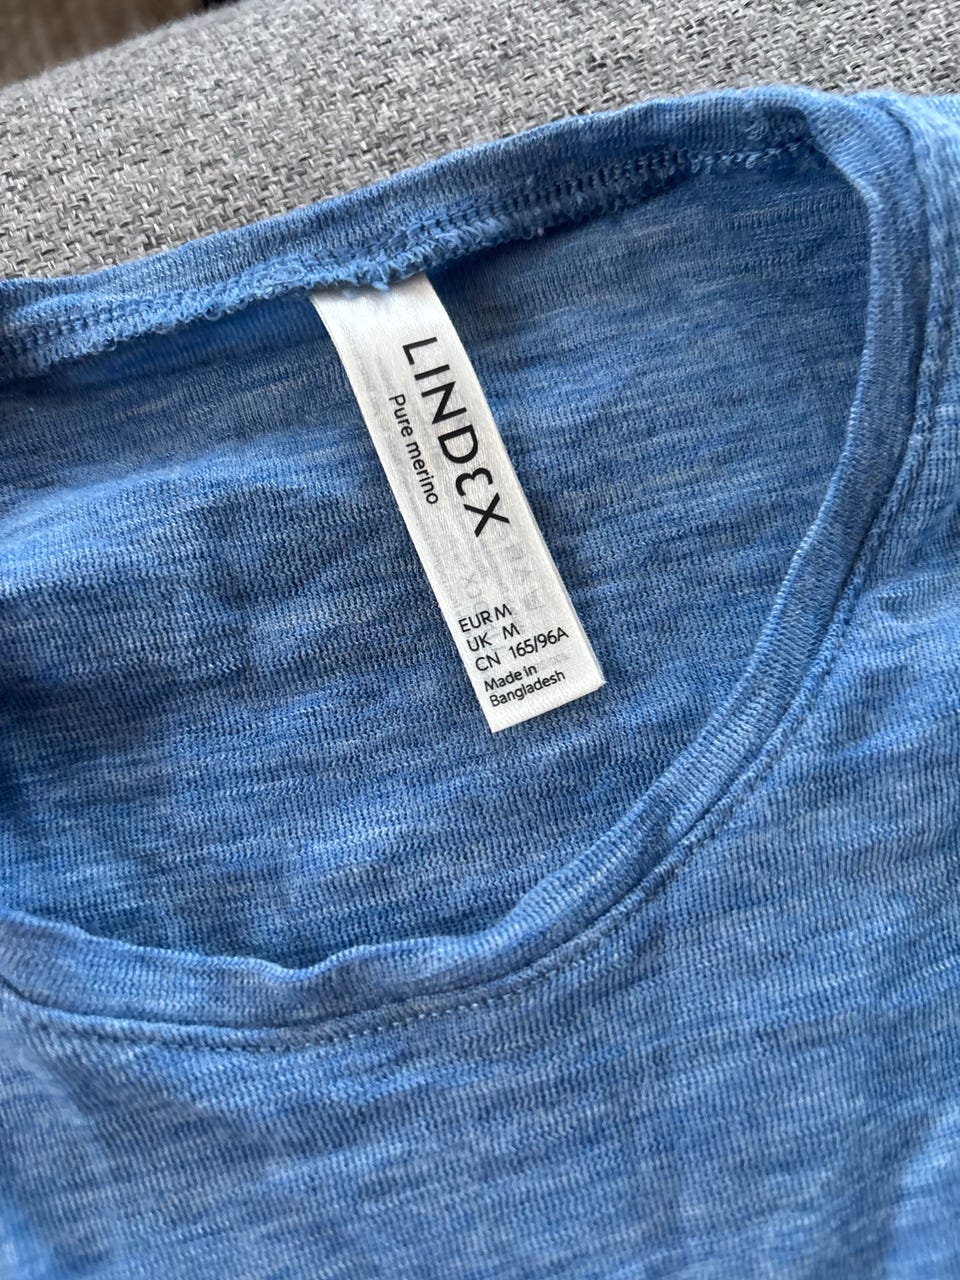 LINDEX
Pure merino
EUR M
UK M
CN 165/96A
Made in
Bangladesh